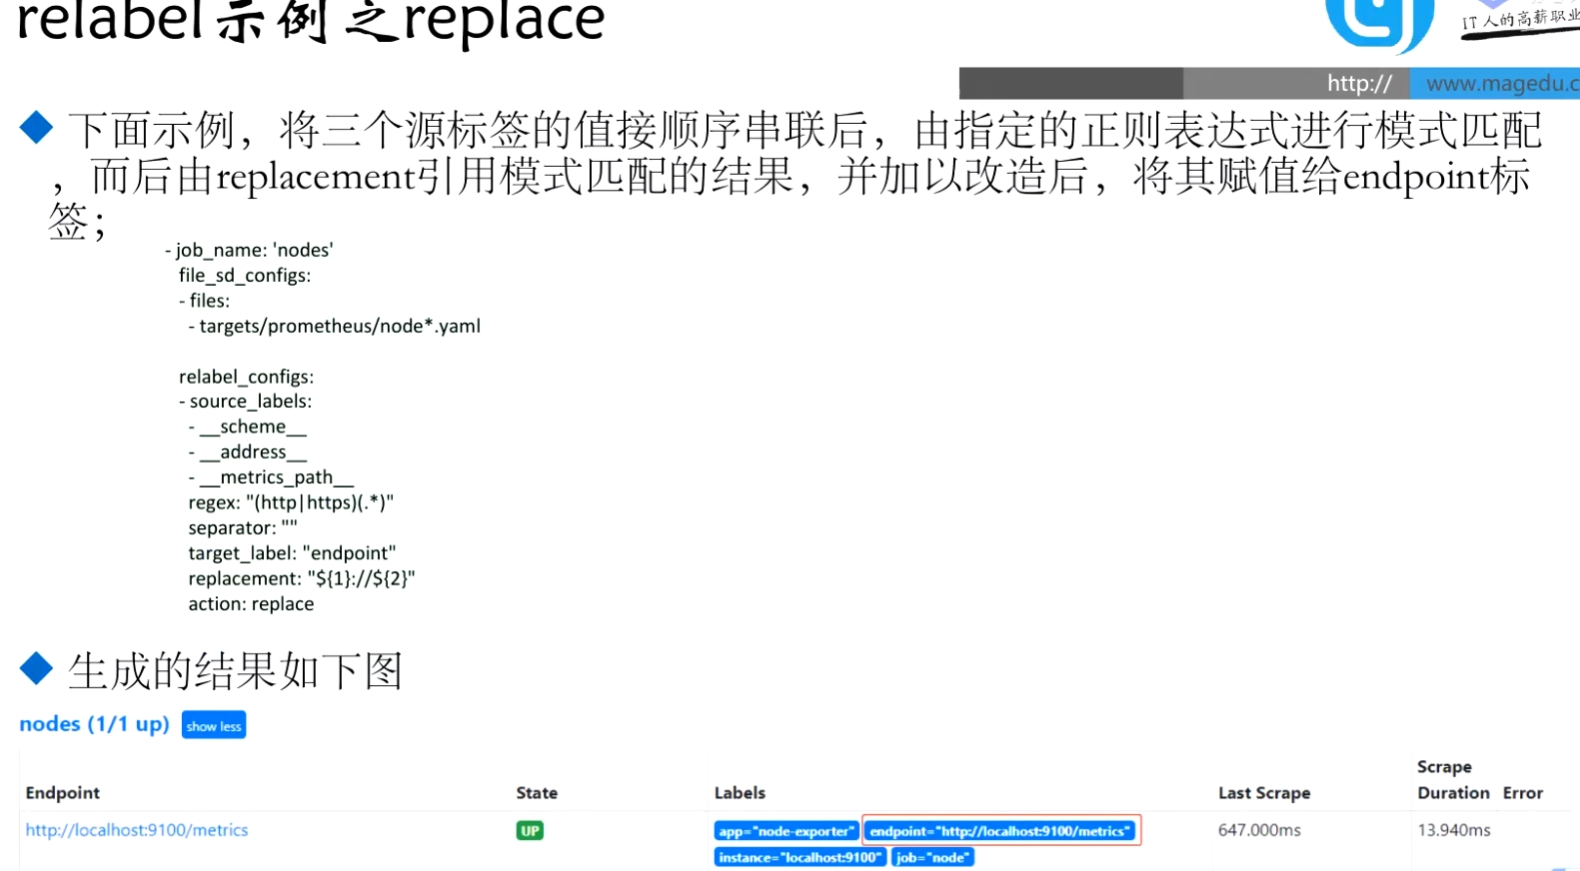 relabel示例之replace
IT人的高薪职业
http:// www.magedu.c
下面示例，将三个源标签的值接顺序串联后，由指定的正则表达式进行模式匹配
，而后由replacement引用模式匹配的结果，并加以改造后，将其赋值给endpoint标
签；
- job_name: 'nodes'
file_sd_configs:
- files:
- targets/prometheus/node*.yaml
relabel_configs:
- source_labels:
- __scheme__
- __address__
- __metrics_path__
regex: "(http|https)(.*)"
separator: ""
target_label: "endpoint"
replacement: "${1}://${2}"
action: replace
生成的结果如下图
nodes (1/1 up) show less
Endpoint State Labels Last Scrape Scrape Duration Error
http://localhost:9100/metrics UP app="node-exporter" endpoint="http://localhost:9100/metrics" 647.000ms 13.940ms
instance="localhost:9100" job="node"